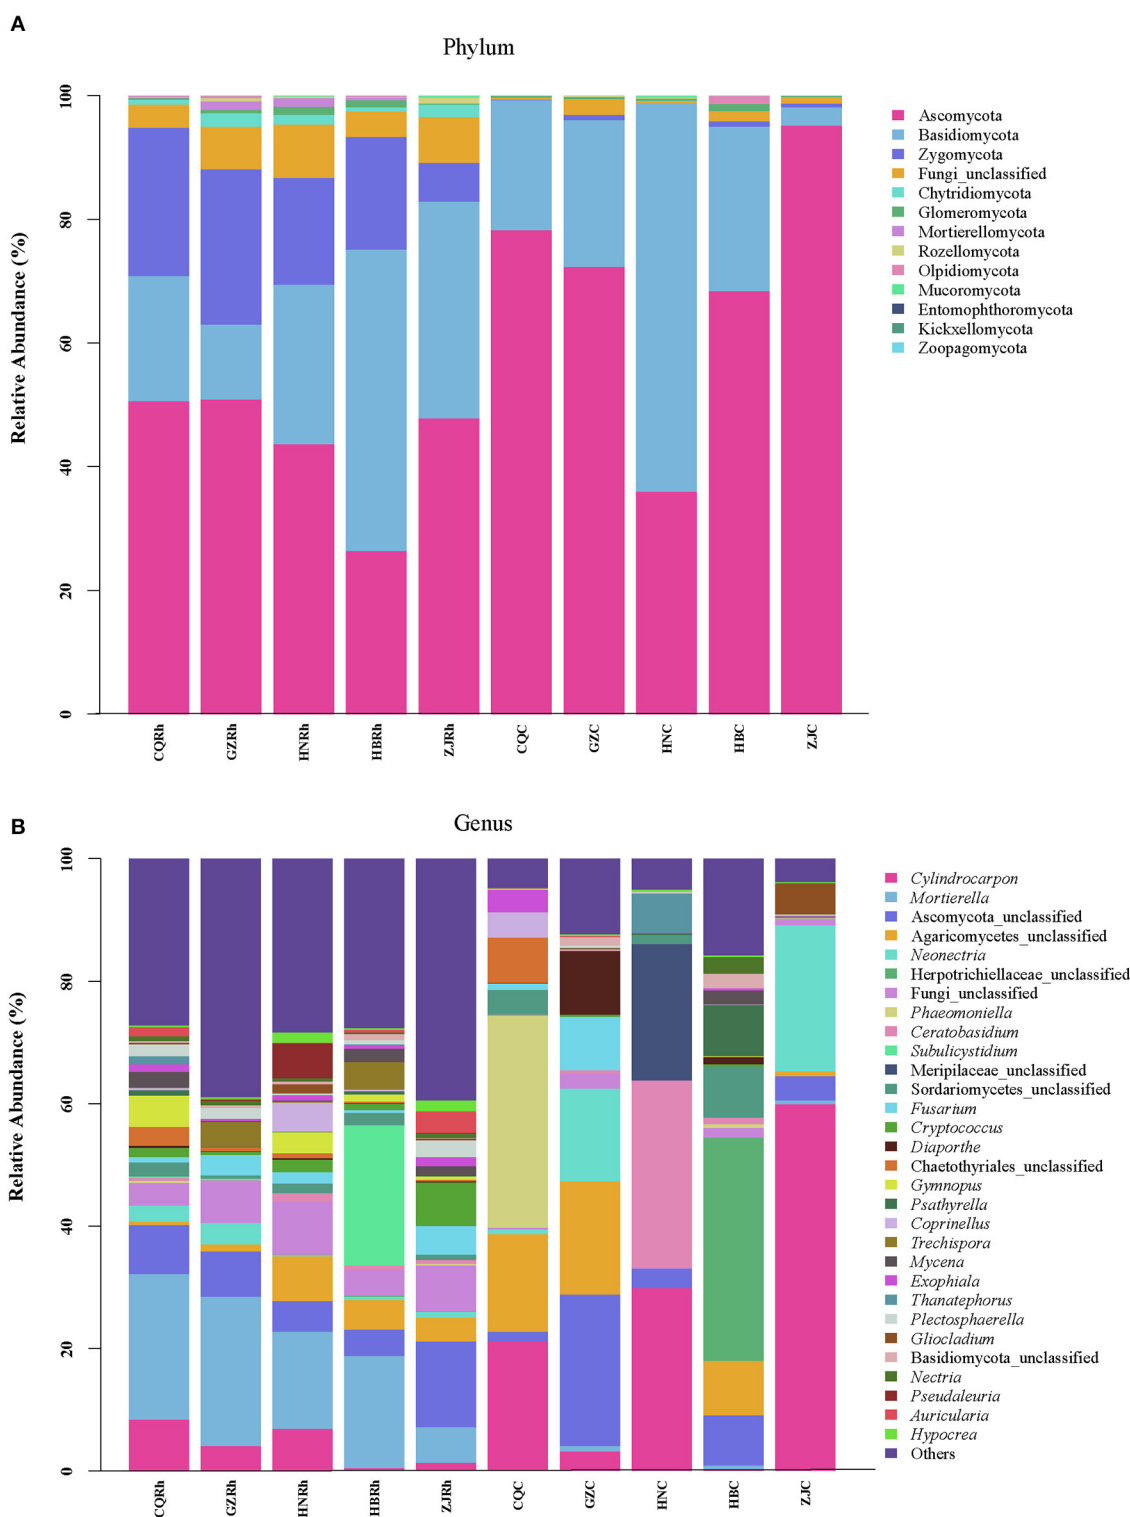 A
Phylum
Relative Abundance (%)
100
80
60
40
20
0
CQRh
GZRh
HNRh
HBRh
ZJRh
CQC
GZC
HNC
HBC
ZJC
Ascomycota
Basidiomycota
Zygomycota
Fungi_unclassified
Chytridiomycota
Glomeromycota
Mortierellomycota
Rozellomycota
Olpidiomycota
Mucoromycota
Entomophthoromycota
Kickxellomycota
Zoopagomycota
B
Genus
Relative Abundance (%)
100
80
60
40
20
0
CQRh
GZRh
HNRh
HBRh
ZJRh
CQC
GZC
HNC
HBC
ZJC
Cylindrocarpon
Mortierella
Ascomycota_unclassified
Agaricomycetes_unclassified
Neonectria
Herpotrichiellaceae_unclassified
Fungi_unclassified
Phaeomoniella
Ceratobasidium
Subulicystidium
Meripilaceae_unclassified
Sordariomycetes_unclassified
Fusarium
Cryptococcus
Diaporthe
Chaetothyriales_unclassified
Gymnopus
Psathyrella
Coprinellus
Trechispora
Mycena
Exophiala
Thanatephorus
Plectosphaerella
Gliocladium
Basidiomycota_unclassified
Nectria
Pseudaleuria
Auricularia
Hypocrea
Others